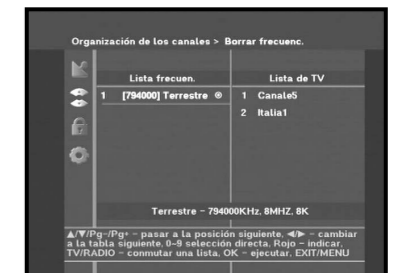 Organización de los canales > Borrar frecuenc.
Lista frecuen.
Lista de TV
1 [794000] Terrestre ⊗
1 Canale5
2 Italia1
Terrestre - 794000KHz, 8MHZ, 8K
▲/▼/Pg-/Pg+ - pasar a la posición siguiente, ◀/▶ - cambiar
a la tabla siguiente, 0-9 selección directa, Rojo - indicar,
TV/RADIO - conmutar una lista, OK - ejecutar, EXIT/MENU